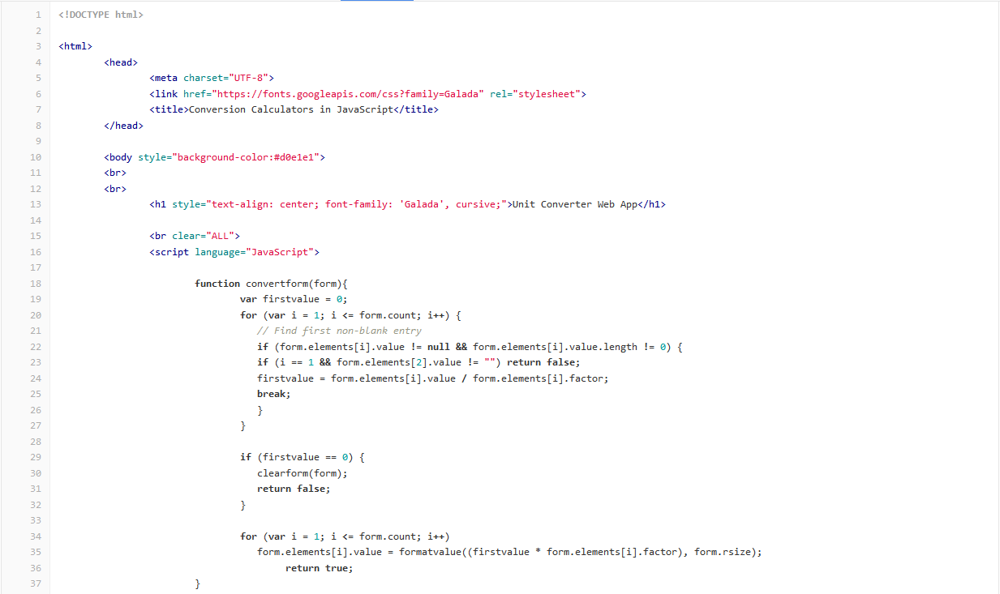 1 <!DOCTYPE html>
2
3 <html>
4 <head>
5 <meta charset="UTF-8">
6 <link href="https://fonts.googleapis.com/css?family=Galada" rel="stylesheet">
7 <title>Conversion Calculators in JavaScript</title>
8 </head>
9
10 <body style="background-color:#d0e1e1">
11 <br>
12 <br>
13 <h1 style="text-align: center; font-family: 'Galada', cursive;">Unit Converter Web App</h1>
14
15 <br clear="ALL">
16 <script language="JavaScript">
17
18 function convertform(form){
19 var firstvalue = 0;
20 for (var i = 1; i <= form.count; i++) {
21 // Find first non-blank entry
22 if (form.elements[i].value != null && form.elements[i].value.length != 0) {
23 if (i == 1 && form.elements[2].value != "") return false;
24 firstvalue = form.elements[i].value / form.elements[i].factor;
25 break;
26 }
27 }
28
29 if (firstvalue == 0) {
30 clearform(form);
31 return false;
32 }
33
34 for (var i = 1; i <= form.count; i++)
35 form.elements[i].value = formatvalue((firstvalue * form.elements[i].factor), form.rsize);
36 return true;
37 }